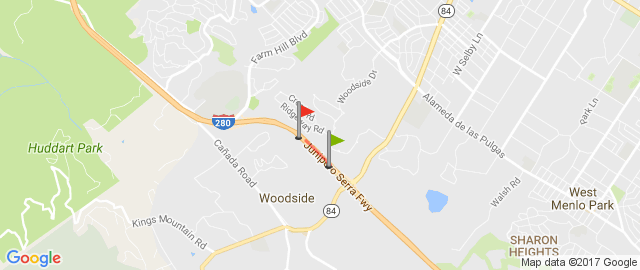 84
Farm Hill Blvd
W Selby Ln
Woodside Dr
Ridgeway Rd
Alameda de las Pulgas
Park Ln
280
Huddart Park
Cañada Road
Junipero Serra Fwy
Walsh Rd
West
Menlo Park
Woodside
84
Kings Mountain Rd
SHARON
HEIGHTS
Google
Map data ©2017 Google